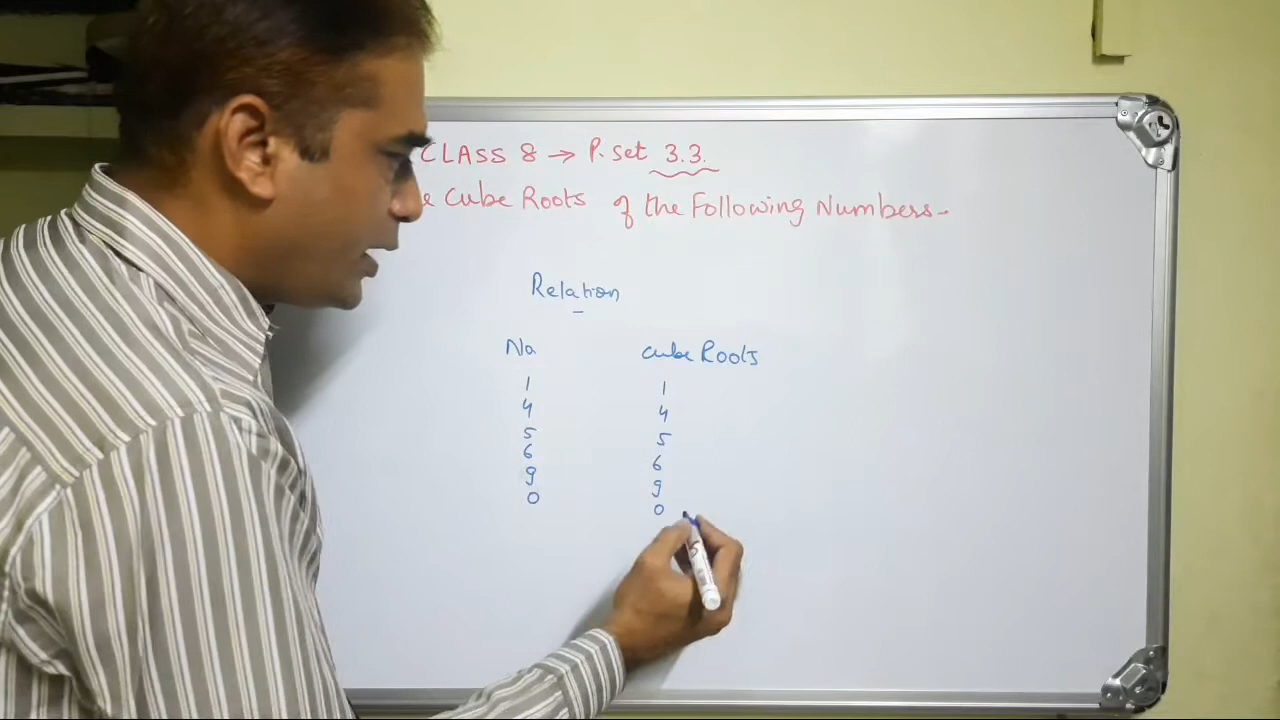 CLASS 8 → P. Set 3.3.
Cube Roots of the Following Numbers.
Relation
No cube Roots
1 1
4 4
5 5
6 6
9 9
0 0